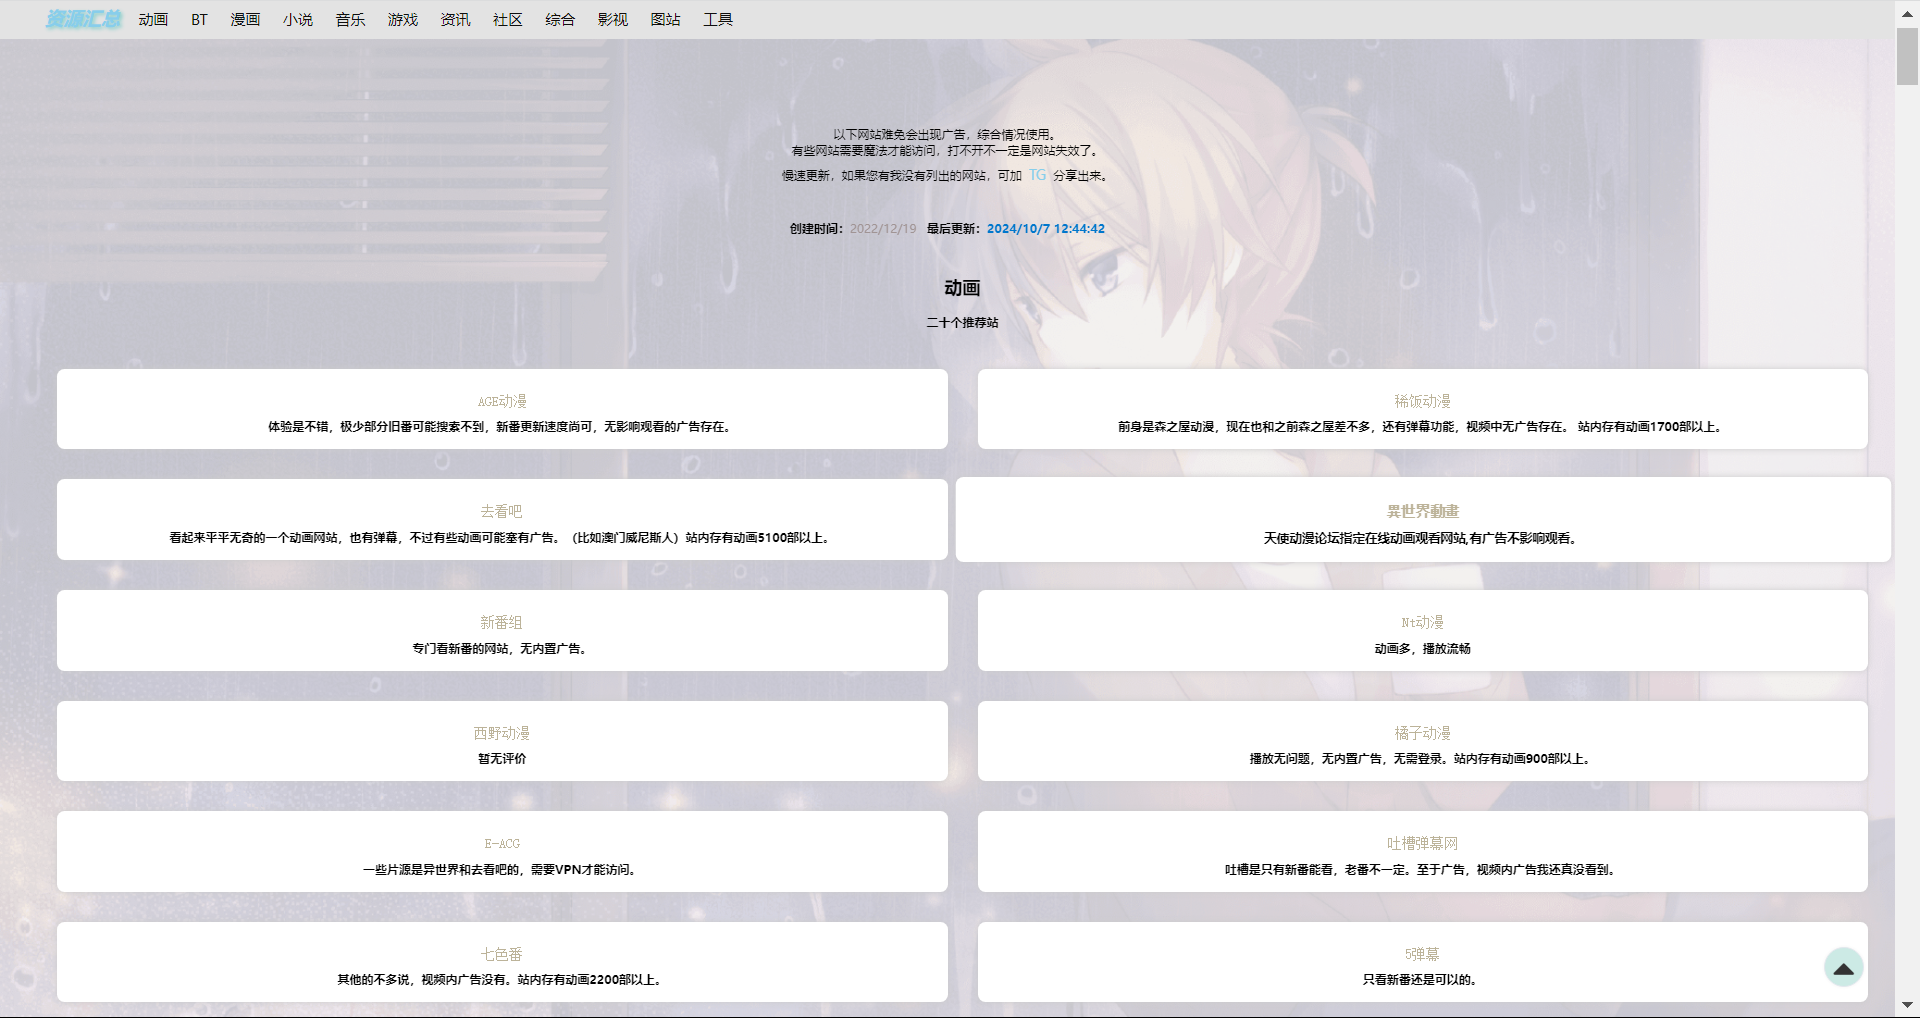 资源汇总 动画 BT 漫画 小说 音乐 游戏 资讯 社区 综合 影视 图站 工具
以下网站难免会出现广告，综合情况使用。
有些网站需要魔法才能访问，打不开不一定是网站失效了。
慢速更新，如果您有我没有列出的网站，可加 TG 分享出来。
创建时间：2022/12/19 最后更新：2024/10/7 12:44:42
动画
二十个推荐站
AGE动漫
体验是不错，极少部分旧番可能搜索不到，新番更新速度尚可，无影响观看的广告存在。
稀饭动漫
前身是森之屋动漫，现在也和之前森之屋差不多，还有弹幕功能，视频中无广告存在。 站内存有动画1700部以上。
去看吧
看起来平平无奇的一个动画网站，也有弹幕，不过有些动画可能塞有广告。（比如澳门威尼斯人）站内存有动画5100部以上。
異世界動畫
天使动漫论坛指定在线动画观看网站,有广告不影响观看。
新番组
专门看新番的网站，无内置广告。
Nt动漫
动画多，播放流畅
西野动漫
暂无评价
橘子动漫
播放无问题，无内置广告，无需登录。站内存有动画900部以上。
E-ACG
一些片源是异世界和去看吧的，需要VPN才能访问。
吐槽弹幕网
吐槽是只有新番能看，老番不一定。至于广告，视频内广告我还真没看到。
七色番
其他的不多说，视频内广告没有。站内存有动画2200部以上。
5弹幕
只看新番还是可以的。